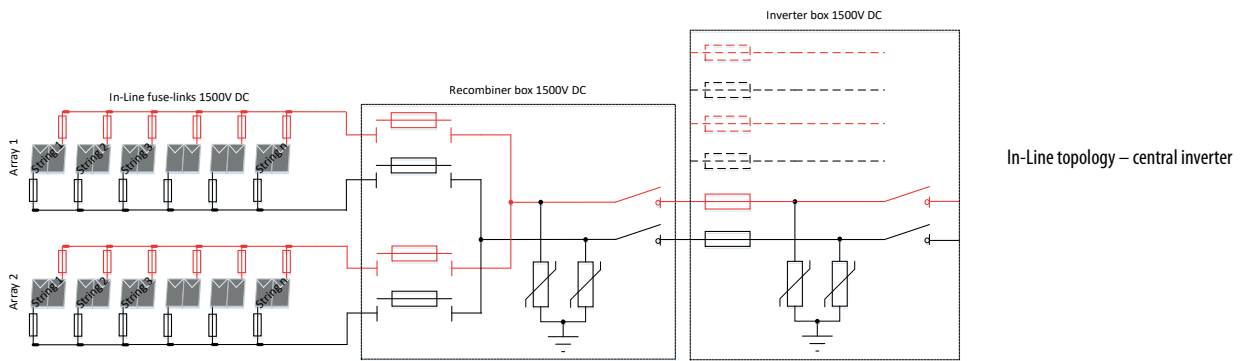 Inverter box 1500V DC
In-Line fuse-links 1500V DC
Recombiner box 1500V DC
Array 1
String 1
String 2
String 3
String n
In-Line topology – central inverter
Array 2
String 1
String 2
String 3
String n